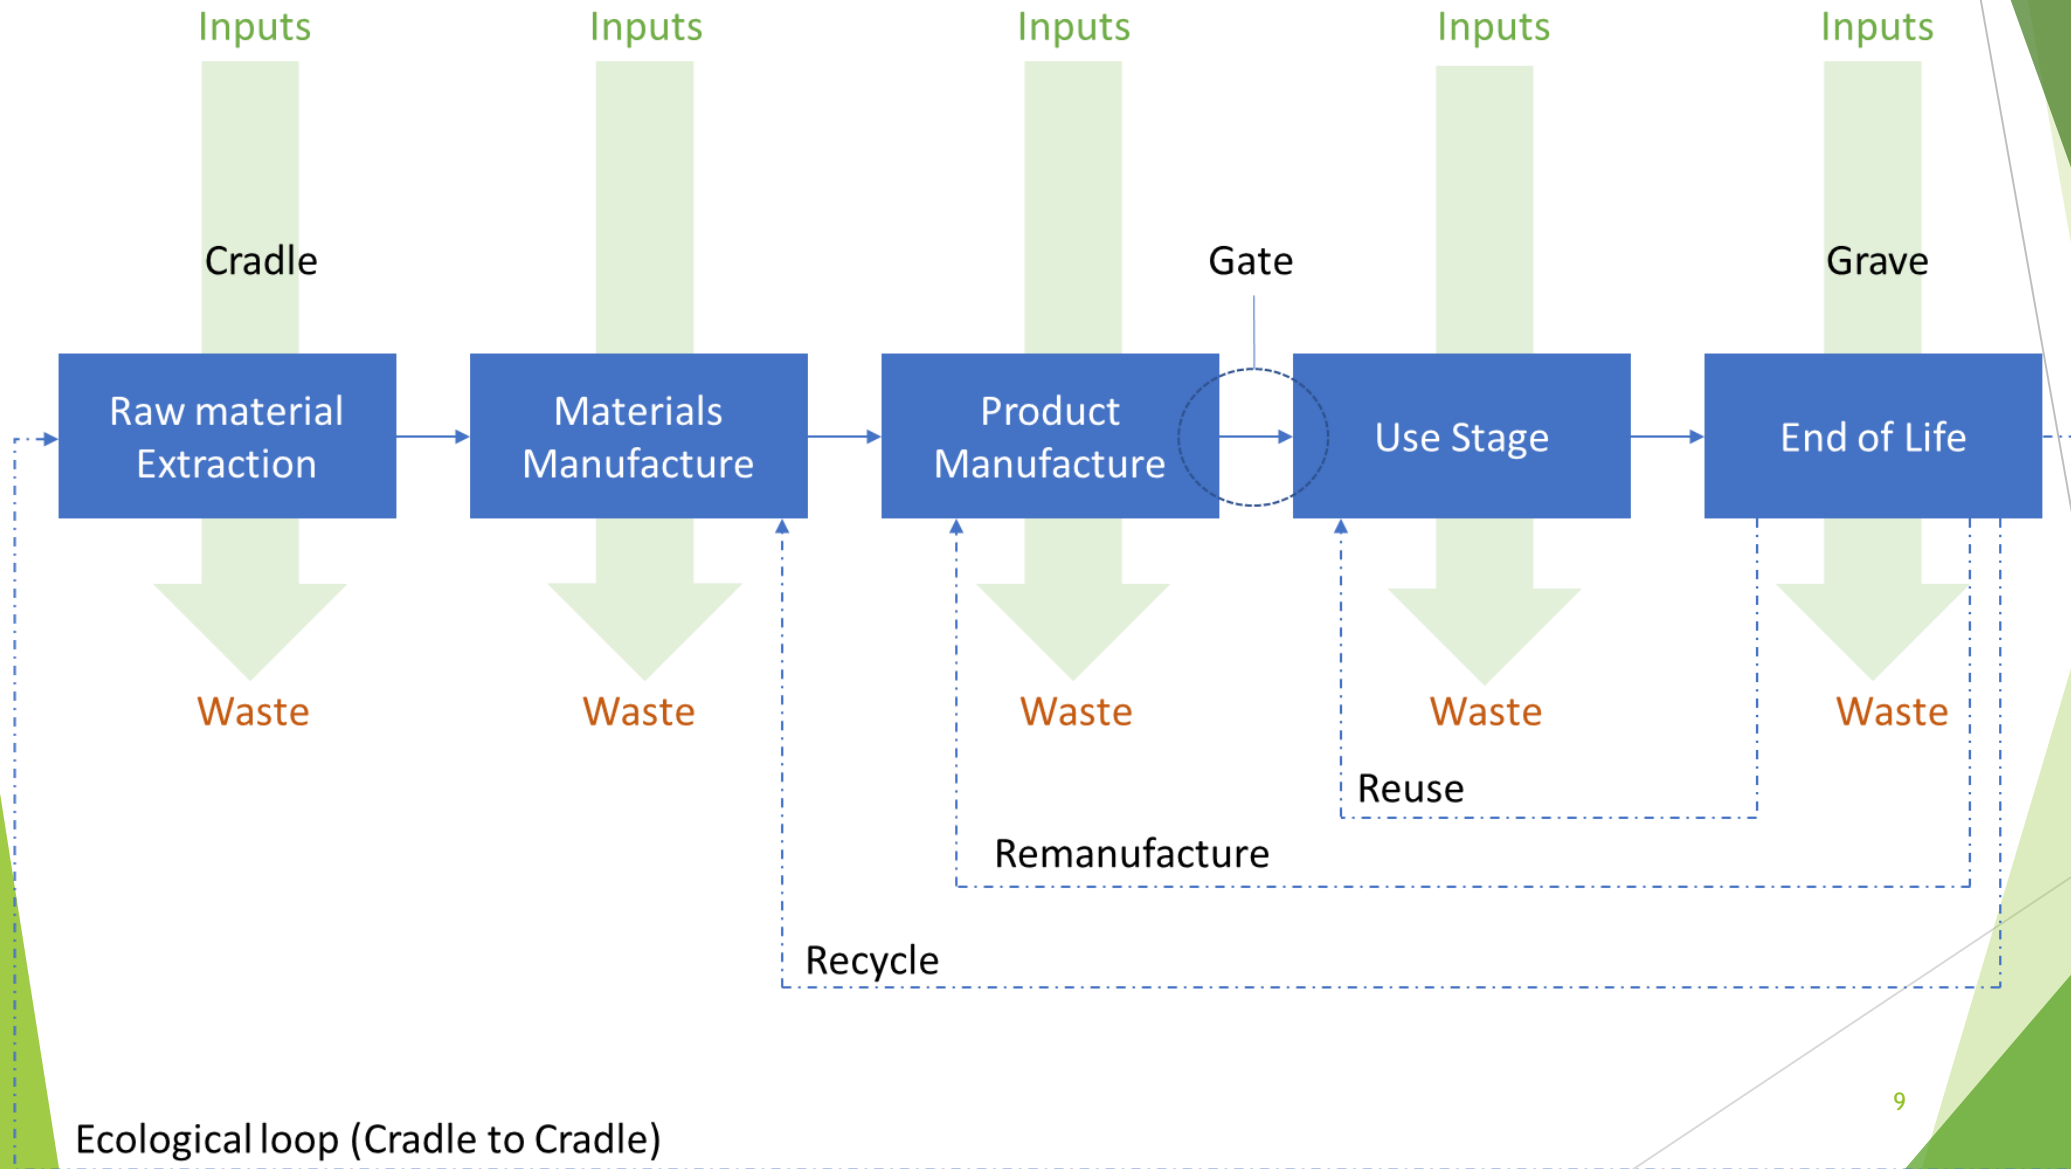 Inputs
Inputs
Inputs
Inputs
Inputs
Cradle
Gate
Grave
Raw material
Extraction
Materials
Manufacture
Product
Manufacture
Use Stage
End of Life
Waste
Waste
Waste
Waste
Waste
Reuse
Remanufacture
Recycle
9
Ecological loop (Cradle to Cradle)